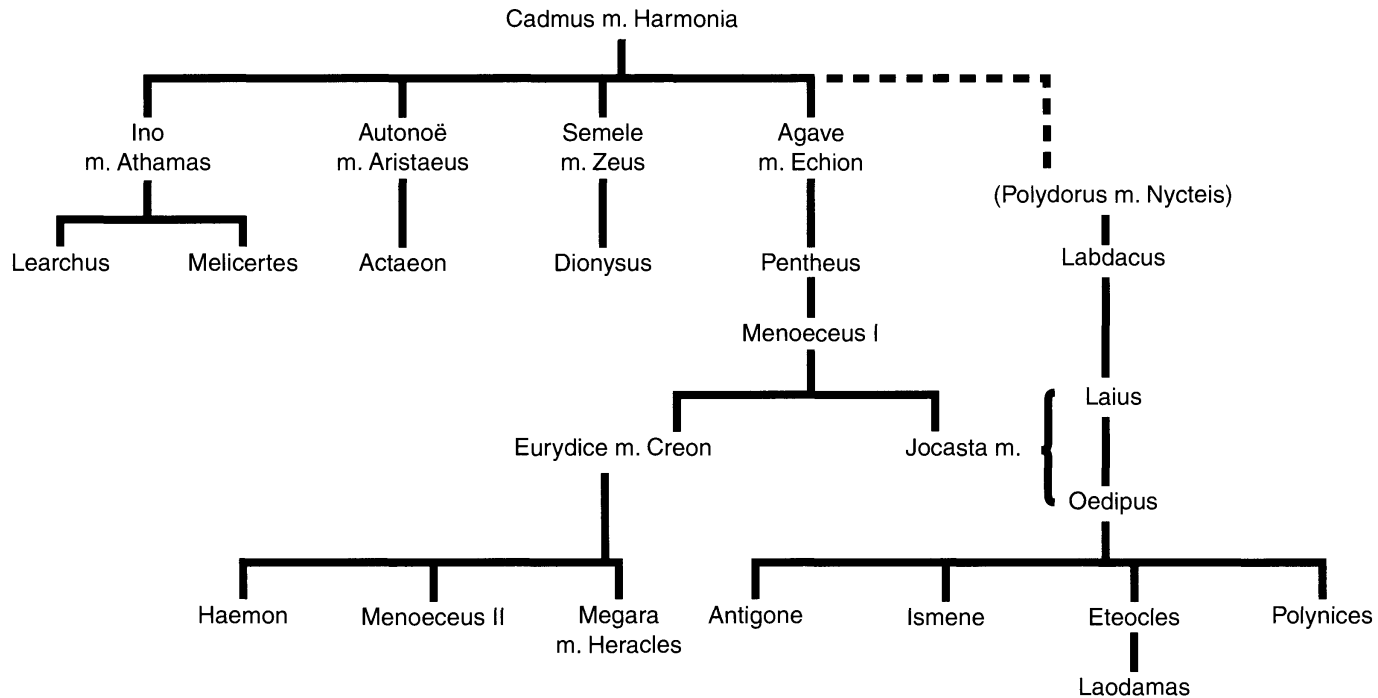 Cadmus m. Harmonia
Ino
m. Athamas
Autonoë
m. Aristaeus
Semele
m. Zeus
Agave
m. Echion
(Polydorus m. Nycteis)
Learchus
Melicertes
Actaeon
Dionysus
Pentheus
Labdacus
Menoeceus I
Laius
Eurydice m. Creon
Jocasta m.
Oedipus
Haemon
Menoeceus II
Megara
m. Heracles
Antigone
Ismene
Eteocles
Polynices
Laodamas